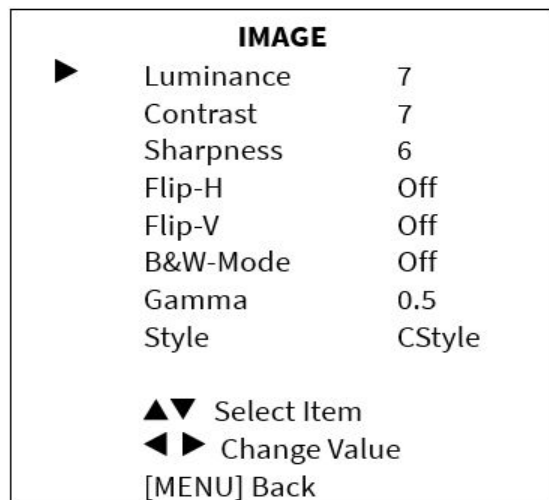 IMAGE
▶ Luminance 7
Contrast 7
Sharpness 6
Flip-H Off
Flip-V Off
B&W-Mode Off
Gamma 0.5
Style CStyle
▲▼ Select Item
◀ ▶ Change Value
[MENU] Back